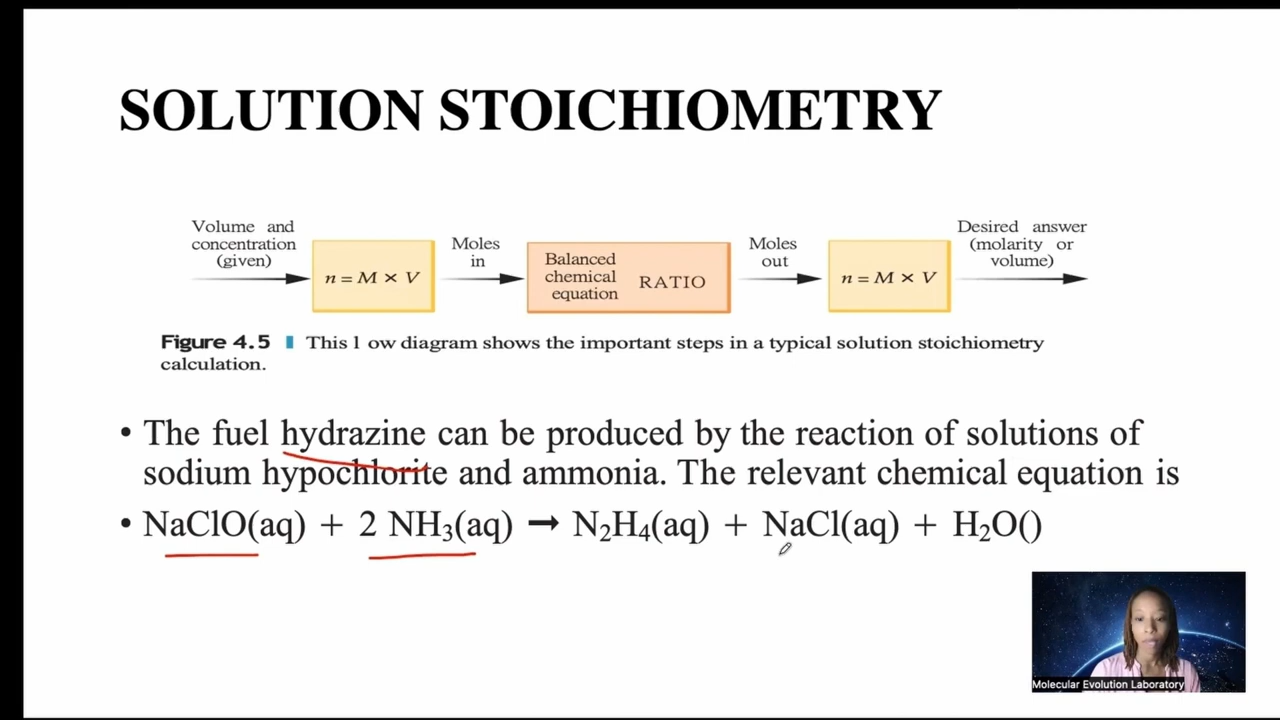 SOLUTION STOICHIOMETRY
Volume and
concentration
(given)
n = M × V
Moles
in
Balanced
chemical
equation
RATIO
Moles
out
n = M × V
Desired answer
(molarity or
volume)
Figure 4.5 This l ow diagram shows the important steps in a typical solution stoichiometry
calculation.
• The fuel hydrazine can be produced by the reaction of solutions of
sodium hypochlorite and ammonia. The relevant chemical equation is
• NaClO(aq) + 2 NH₃(aq) ➞ N₂H₄(aq) + NaCl(aq) + H₂O()
Molecular Evolution Laboratory